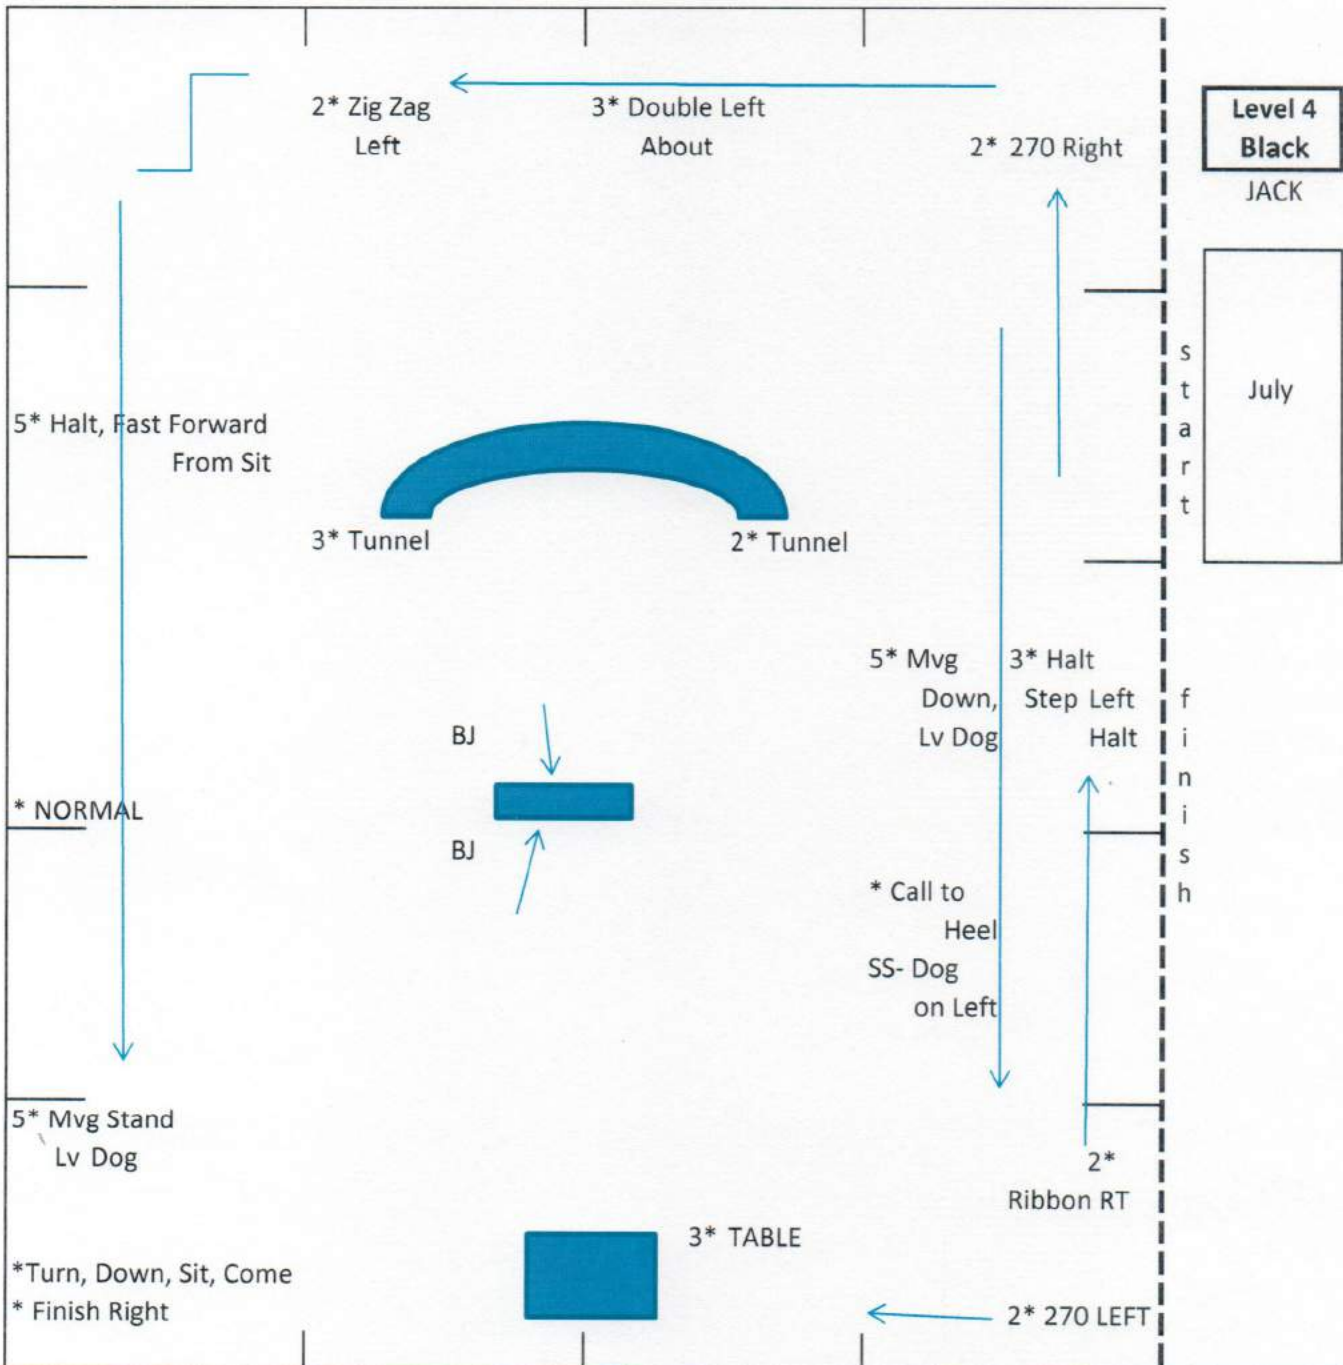 2* Zig Zag
Left
3* Double Left
About
2* 270 Right
Level 4
Black
JACK
July
start
5* Halt, Fast Forward
From Sit
3* Tunnel
2* Tunnel
5* Mvg
Down,
Lv Dog
3* Halt
Step Left
Halt
finish
BJ
* NORMAL
BJ
* Call to
Heel
SS- Dog
on Left
5* Mvg Stand
Lv Dog
2*
Ribbon RT
3* TABLE
*Turn, Down, Sit, Come
* Finish Right
2* 270 LEFT